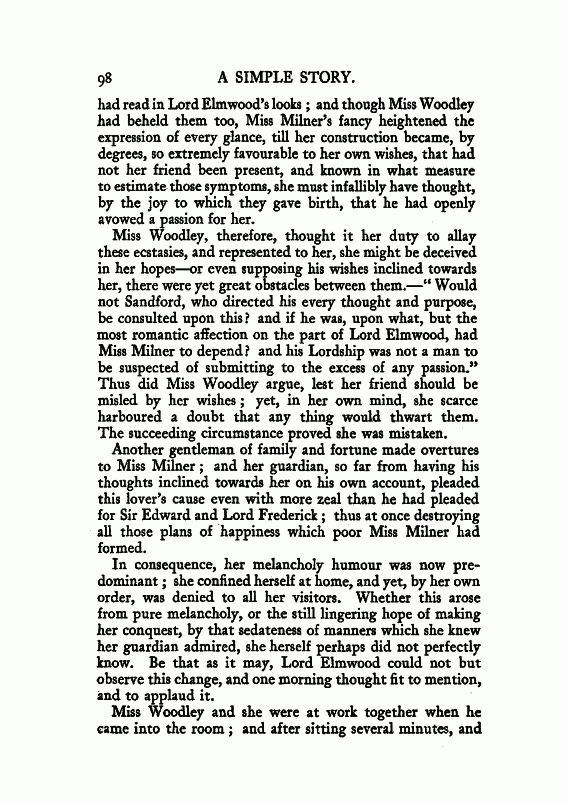 98 A SIMPLE STORY.
had read in Lord Elmwood's looks ; and though Miss Woodley
had beheld them too, Miss Milner's fancy heightened the
expression of every glance, till her construction became, by
degrees, so extremely favourable to her own wishes, that had
not her friend been present, and known in what measure
to estimate those symptoms, she must infallibly have thought,
by the joy to which they gave birth, that he had openly
avowed a passion for her.
Miss Woodley, therefore, thought it her duty to allay
these ecstasies, and represented to her, she might be deceived
in her hopes—or even supposing his wishes inclined towards
her, there were yet great obstacles between them.—“ Would
not Sandford, who directed his every thought and purpose,
be consulted upon this? and if he was, upon what, but the
most romantic affection on the part of Lord Elmwood, had
Miss Milner to depend? and his Lordship was not a man to
be suspected of submitting to the excess of any passion.”
Thus did Miss Woodley argue, lest her friend should be
misled by her wishes ; yet, in her own mind, she scarce
harboured a doubt that any thing would thwart them.
The succeeding circumstance proved she was mistaken.
Another gentleman of family and fortune made overtures
to Miss Milner ; and her guardian, so far from having his
thoughts inclined towards her on his own account, pleaded
this lover's cause even with more zeal than he had pleaded
for Sir Edward and Lord Frederick ; thus at once destroying
all those plans of happiness which poor Miss Milner had
formed.
In consequence, her melancholy humour was now pre-
dominant ; she confined herself at home, and yet, by her own
order, was denied to all her visitors. Whether this arose
from pure melancholy, or the still lingering hope of making
her conquest, by that sedateness of manners which she knew
her guardian admired, she herself perhaps did not perfectly
know. Be that as it may, Lord Elmwood could not but
observe this change, and one morning thought fit to mention,
and to applaud it.
Miss Woodley and she were at work together when he
came into the room ; and after sitting several minutes, and